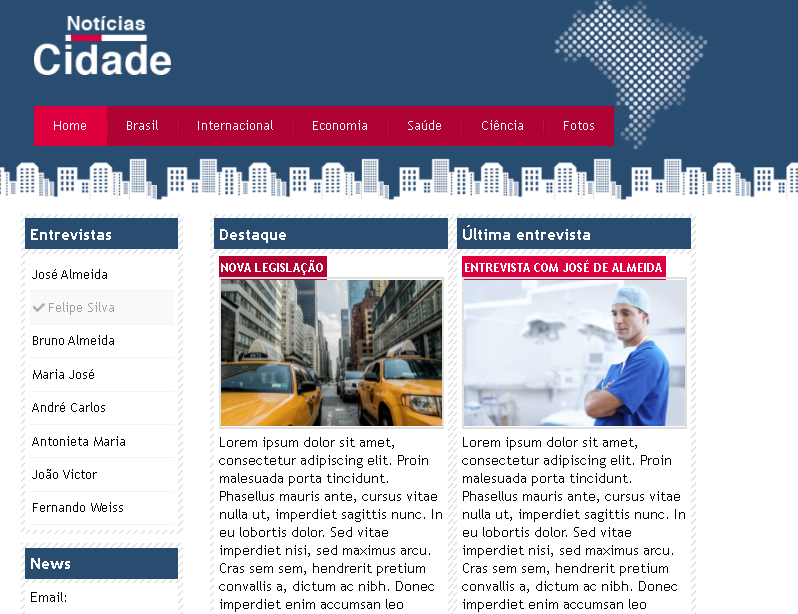 Notícias
Cidade
Home Brasil Internacional Economia Saúde Ciência Fotos
Entrevistas
José Almeida
Felipe Silva
Bruno Almeida
Maria José
André Carlos
Antonieta Maria
João Victor
Fernando Weiss
News
Email:
Destaque
NOVA LEGISLAÇÃO
Lorem ipsum dolor sit amet,
consectetur adipiscing elit. Proin
malesuada porta tincidunt.
Phasellus mauris ante, cursus vitae
nulla ut, imperdiet sagittis nunc. In
eu lobortis dolor. Sed vitae
imperdiet nisi, sed maximus arcu.
Cras sem sem, hendrerit pretium
convallis a, dictum ac nibh. Donec
imperdiet enim accumsan leo
Última entrevista
ENTREVISTA COM JOSÉ DE ALMEIDA
Lorem ipsum dolor sit amet,
consectetur adipiscing elit. Proin
malesuada porta tincidunt.
Phasellus mauris ante, cursus vitae
nulla ut, imperdiet sagittis nunc. In
eu lobortis dolor. Sed vitae
imperdiet nisi, sed maximus arcu.
Cras sem sem, hendrerit pretium
convallis a, dictum ac nibh. Donec
imperdiet enim accumsan leo